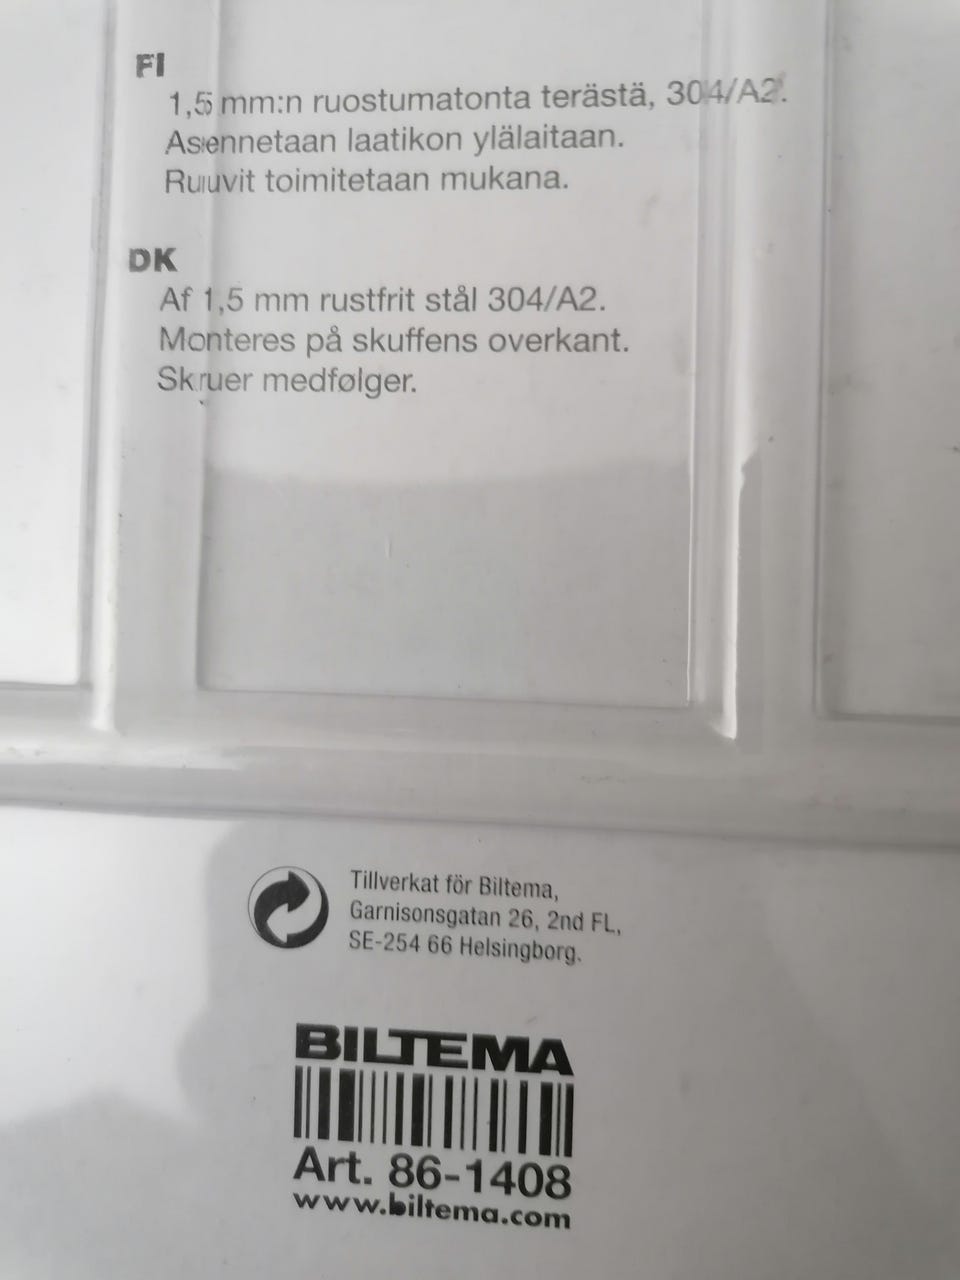 FI
1,5 mm:n ruostumatonta terästä, 304/A2.
Asennetaan laatikon ylälaitaan.
Ruuvit toimitetaan mukana.
DK
Af 1,5 mm rustfrit stål 304/A2.
Monteres på skuffens overkant.
Skruer medfølger.
Tillverkat för Biltema,
Garnisonsgatan 26, 2nd FL,
SE-254 66 Helsingborg.
BILTEMA
Art. 86-1408
www.biltema.com